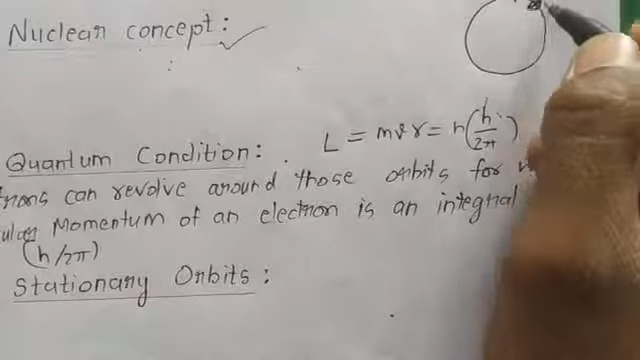 Nuclear concept:
Quantum Condition: L = mvr = n(h/2π)
can revolve around those orbits for
Momentum of an electron is an integral
(h/2π)
Stationary Orbits: